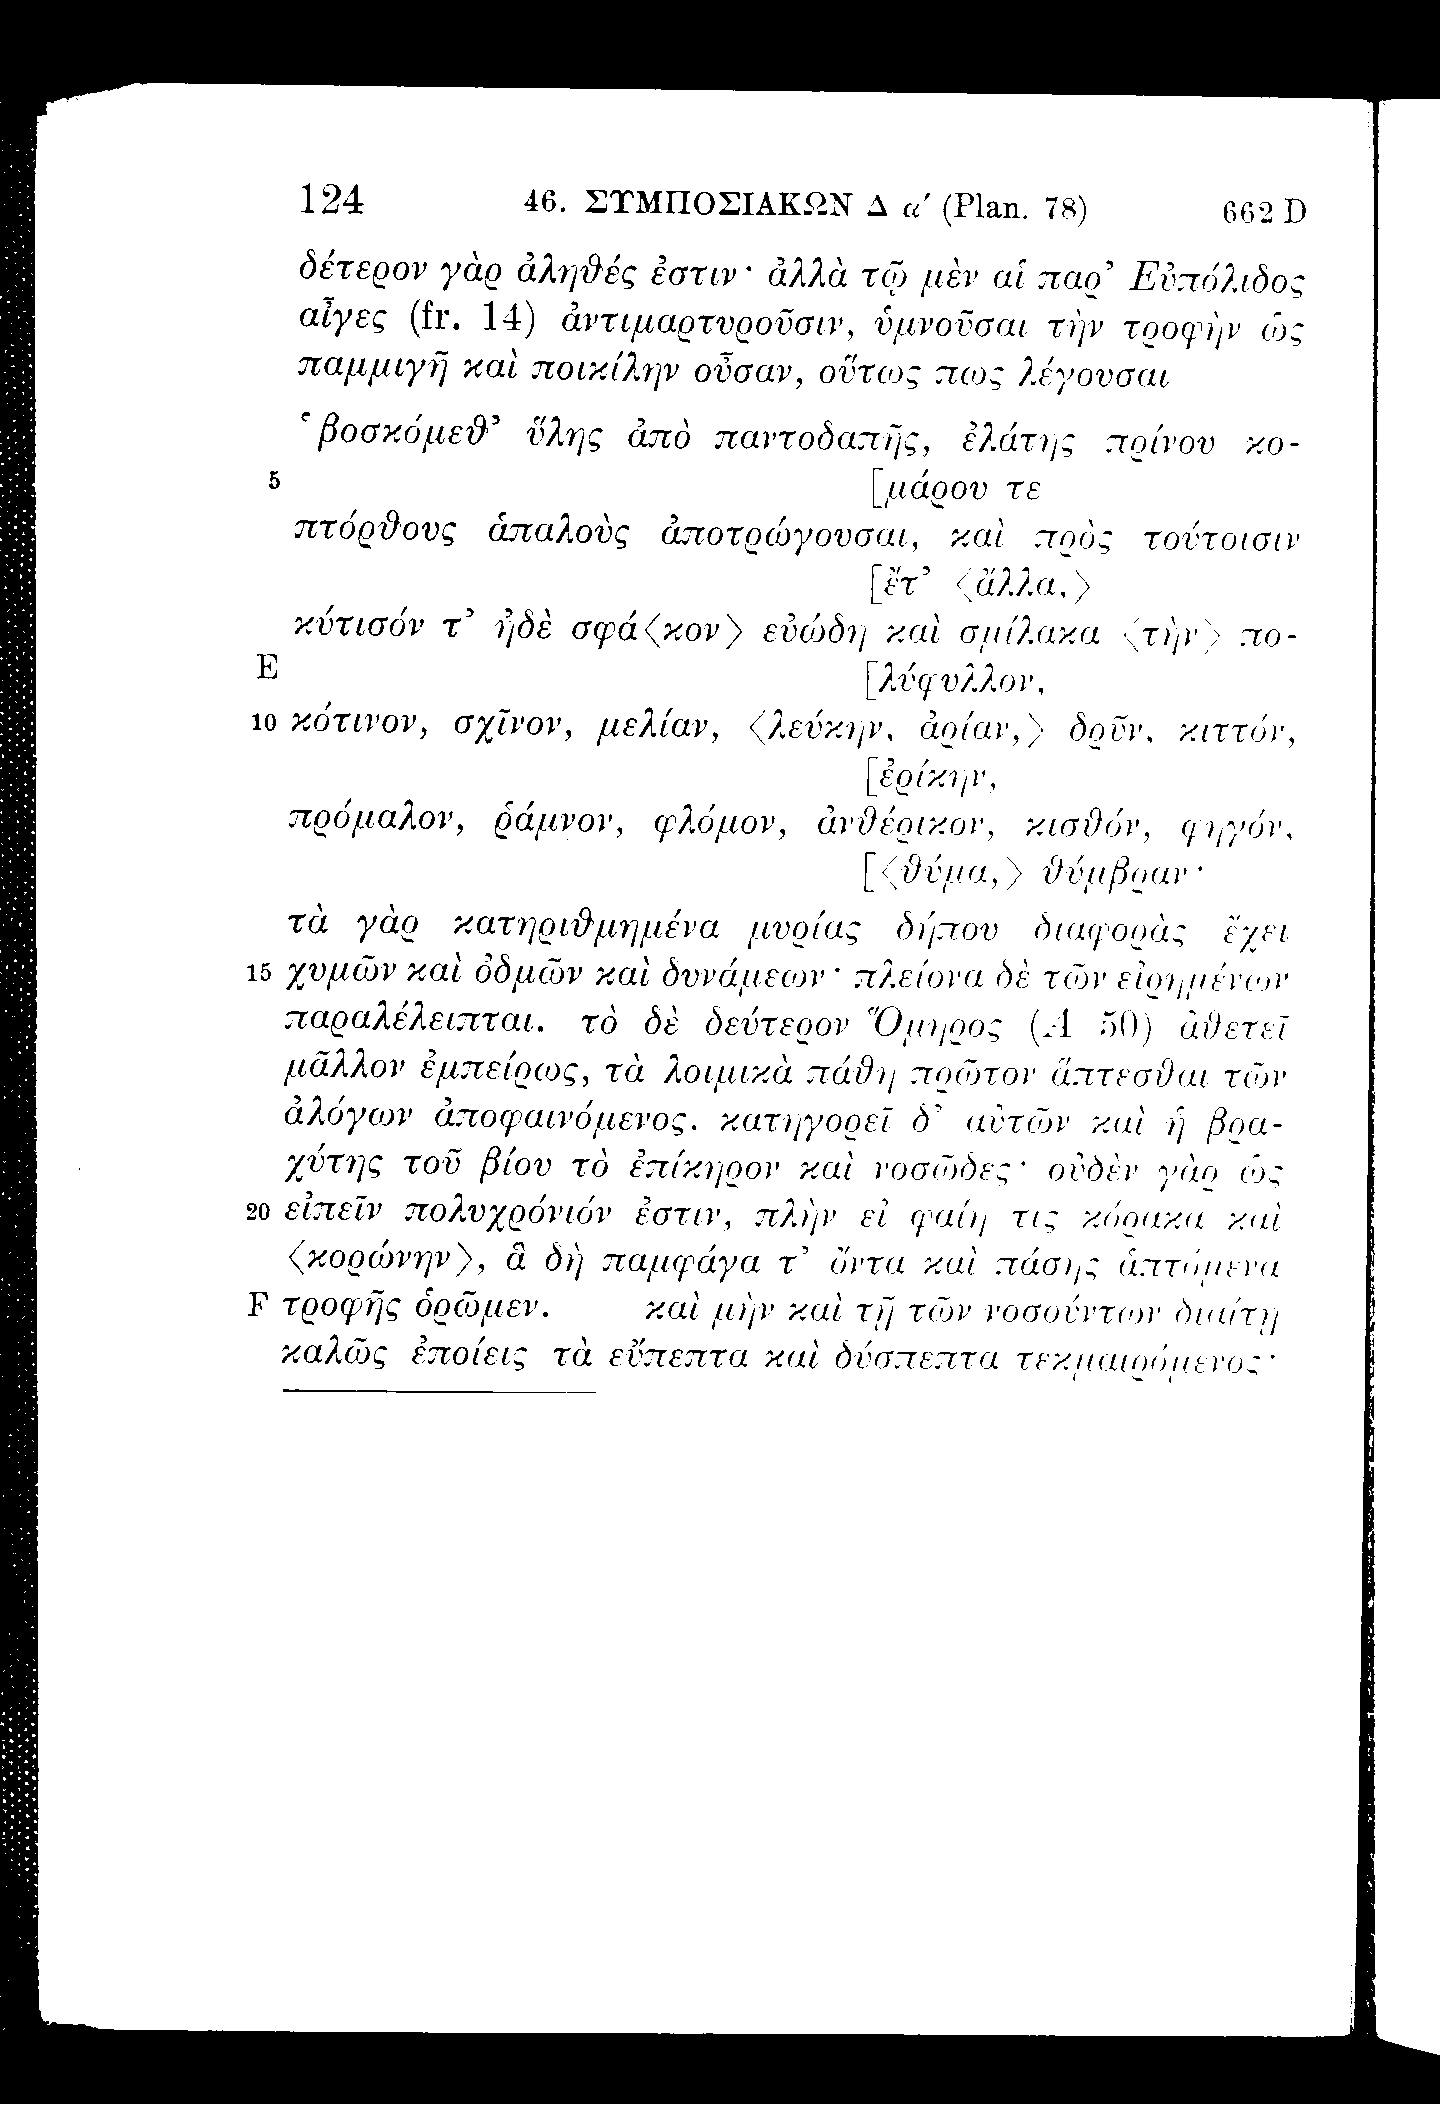 124 46. ΣΥΜΠΟΣΙΑΚΩΝ Δ α′ (Plan. 78) 662 D
δέτερον γὰρ ἀληθές ἐστιν· ἀλλὰ τῷ μὲν αἱ παρ’ Εὐπόλιδος
αἶγες (fr. 14) ἀντιμαρτυροῦσιν, ὑμνοῦσαι τὴν τροφὴν ὡς
παμμιγῆ καὶ ποικίλην οὖσαν, οὕτως πως λέγουσαι
‘βοσκόμεθ’ ὕλης ἀπὸ παντοδαπῆς, ἐλάτης πρίνου κο-
5 [μάρου τε
πτόρθους ἁπαλοὺς ἀποτρώγουσαι, καὶ πρὸς τούτοισιν
[ἔτ’ ⟨ἄλλα,⟩
κύτισόν τ’ ἠδὲ σφά⟨κον⟩ εὐώδη καὶ σμίλακα ⟨τὴν⟩ πο-
E [λύφυλλον,
10 κότινον, σχῖνον, μελίαν, ⟨λεύκην, ἀρίαν,⟩ δρῦν, κιττόν,
[ἐρίκην,
πρόμαλον, ῥάμνον, φλόμον, ἀνθέρικον, κισθόν, φηγόν,
[⟨θύμα,⟩ θύμβραν·
τὰ γὰρ κατηριθμημένα μυρίας δήπου διαφορὰς ἔχει
15 χυμῶν καὶ ὀδμῶν καὶ δυνάμεων· πλείονα δὲ τῶν εἰρημένων
παραλέλειπται. τὸ δὲ δεύτερον Ὅμηρος (Α 50) ἀθετεῖ
μᾶλλον ἐμπείρως, τὰ λοιμικὰ πάθη πρῶτον ἅπτεσθαι τῶν
ἀλόγων ἀποφαινόμενος. κατηγορεῖ δ’ αὐτῶν καὶ ἡ βρα-
χύτης τοῦ βίου τὸ ἐπίκηρον καὶ νοσῶδες· οὐδὲν γὰρ ὡς
20 εἰπεῖν πολυχρόνιόν ἐστιν, πλὴν εἰ φαίη τις κόρακα καὶ
⟨κορώνην⟩, ἃ δὴ παμφάγα τ’ ὄντα καὶ πάσης ἁπτόμενα
F τροφῆς ὁρῶμεν. καὶ μὴν καὶ τῇ τῶν νοσούντων διαίτῃ
καλῶς ἐποίεις τὰ εὔπεπτα καὶ δύσπεπτα τεκμαιρόμενος·